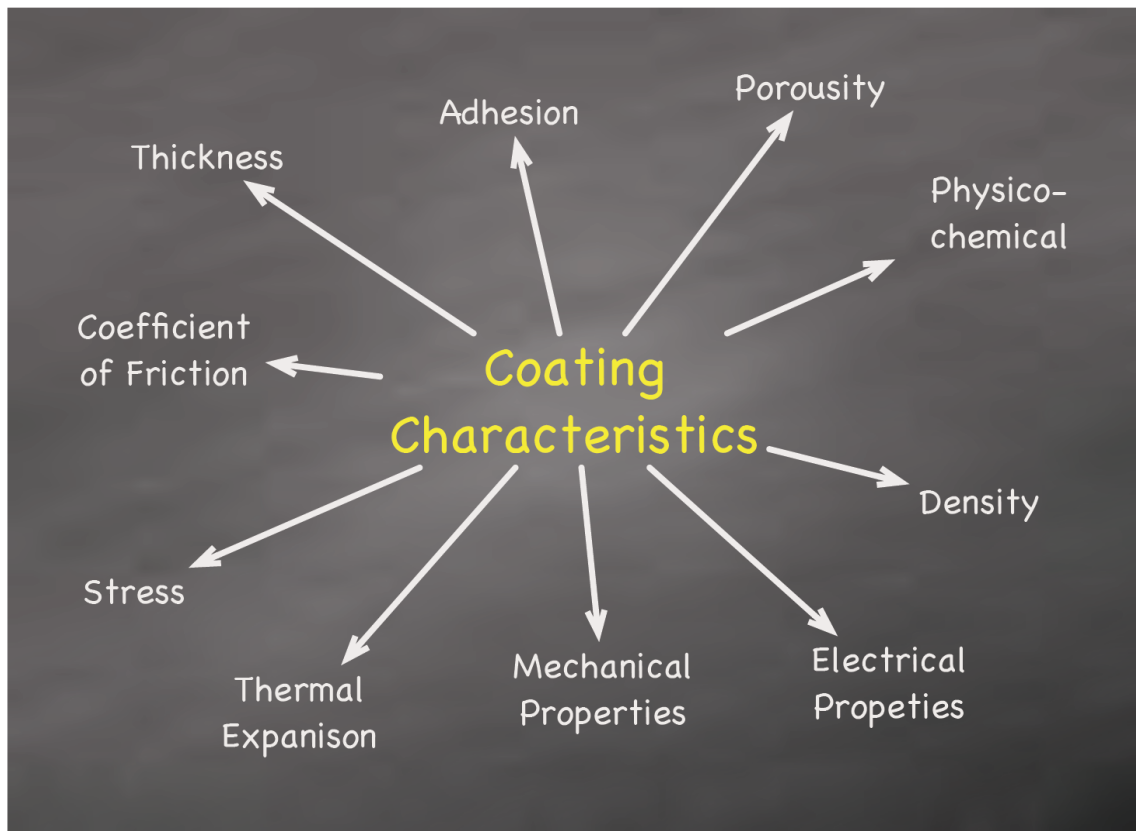 Porousity
Adhesion
Thickness
Physico-
chemical
Coefficient
of Friction
Coating
Characteristics
Density
Stress
Thermal
Expanison
Mechanical
Properties
Electrical
Propeties